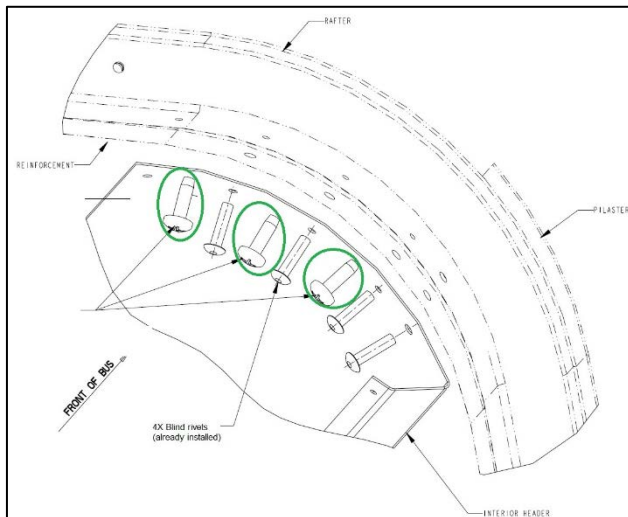 RAFTER
REINFORCEMENT
PILASTER
FRONT OF BUS
4X Blind rivets
(already installed)
INTERIOR HEADER